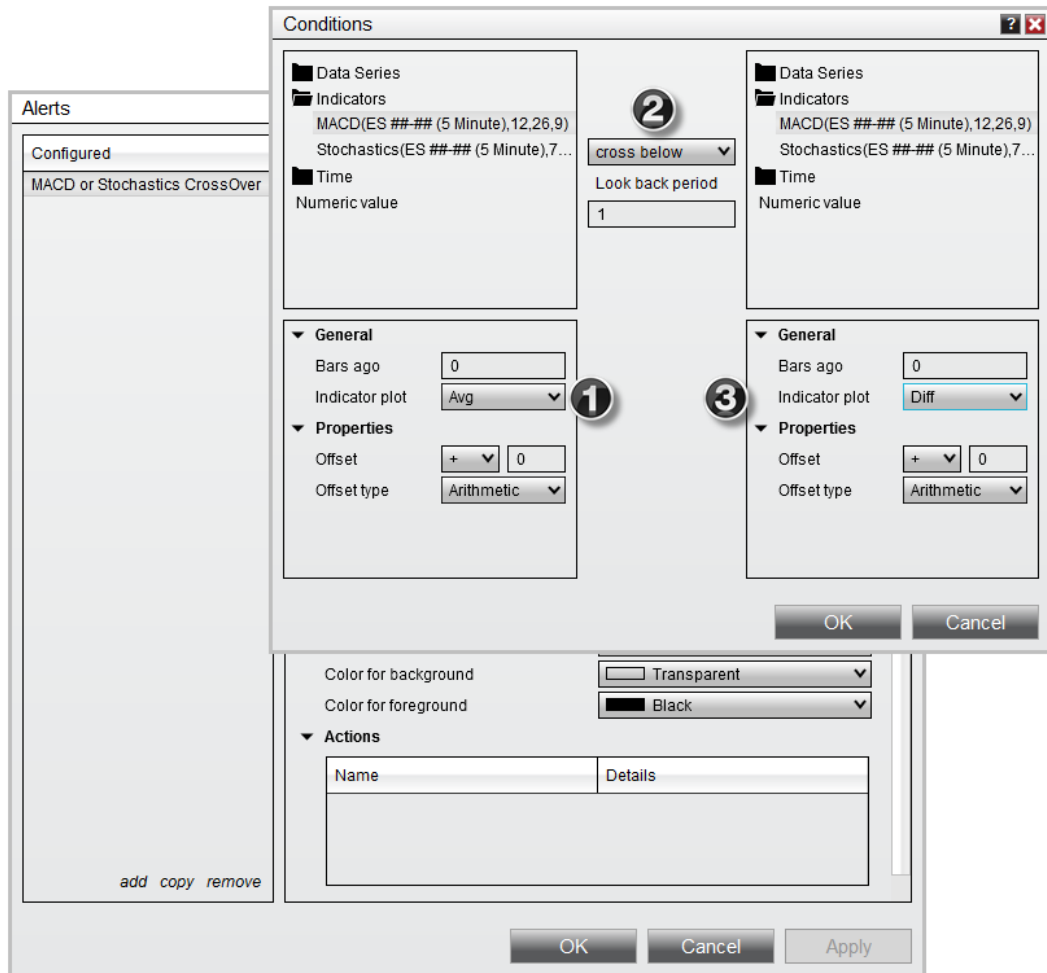 Conditions
?
Data Series
Indicators
MACD(ES ##-## (5 Minute),12,26,9)
Stochastics(ES ##-## (5 Minute),7...
Time
Numeric value
2
cross below
Look back period
1
Data Series
Indicators
MACD(ES ##-## (5 Minute),12,26,9)
Stochastics(ES ##-## (5 Minute),7...
Time
Numeric value
General
Bars ago 0
Indicator plot Avg
1
Properties
Offset + 0
Offset type Arithmetic
3
General
Bars ago 0
Indicator plot Diff
Properties
Offset + 0
Offset type Arithmetic
OK Cancel
Alerts
Configured
MACD or Stochastics CrossOver
add copy remove
Color for background Transparent
Color for foreground Black
Actions
Name Details
OK Cancel Apply